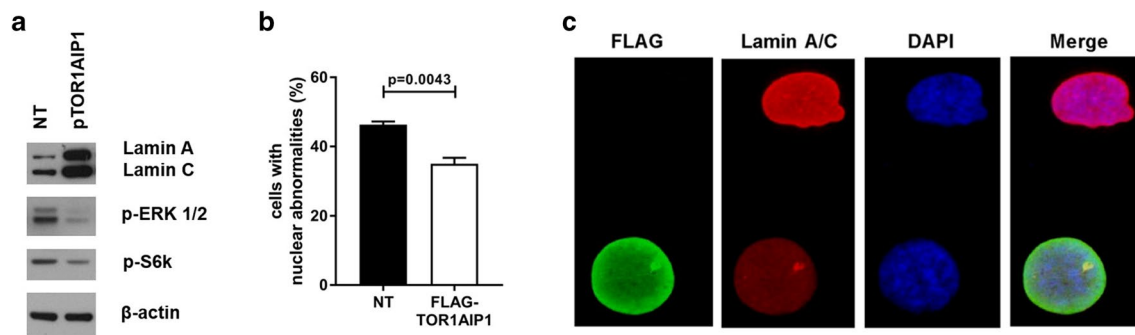 a
NT
pTOR1AIP1
Lamin A
Lamin C
p-ERK 1/2
p-S6k
β-actin
b
cells with
nuclear abnormalities (%)
60
40
20
0
p=0.0043
NT
FLAG-
TOR1AIP1
c
FLAG
Lamin A/C
DAPI
Merge